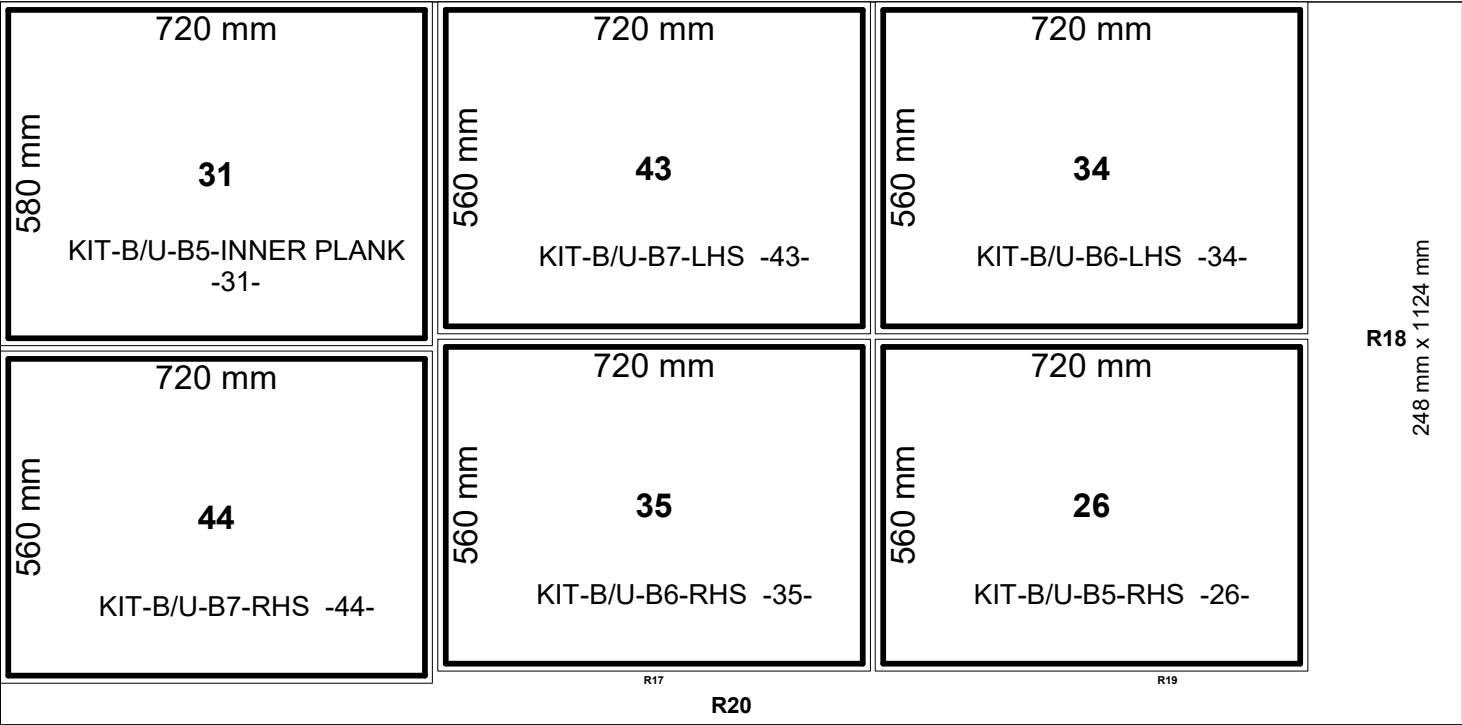 720 mm
580 mm
31
KIT-B/U-B5-INNER PLANK
-31-
720 mm
560 mm
43
KIT-B/U-B7-LHS -43-
720 mm
560 mm
34
KIT-B/U-B6-LHS -34-
R18
248 mm x 1124 mm
720 mm
560 mm
44
KIT-B/U-B7-RHS -44-
720 mm
560 mm
35
KIT-B/U-B6-RHS -35-
720 mm
560 mm
26
KIT-B/U-B5-RHS -26-
R17
R19
R20